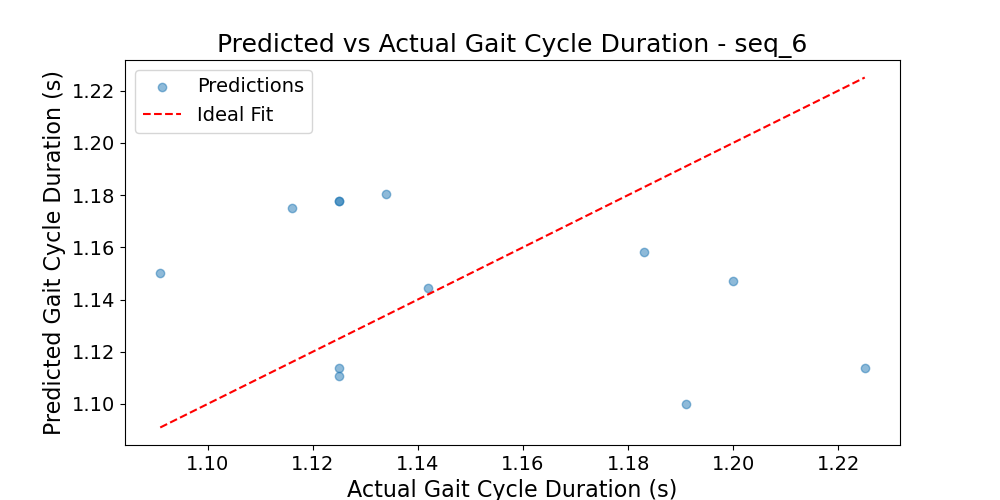 Predicted vs Actual Gait Cycle Duration - seq_6
Predictions
Ideal Fit
Predicted Gait Cycle Duration (s)
1.22
1.20
1.18
1.16
1.14
1.12
1.10
1.10 1.12 1.14 1.16 1.18 1.20 1.22
Actual Gait Cycle Duration (s)